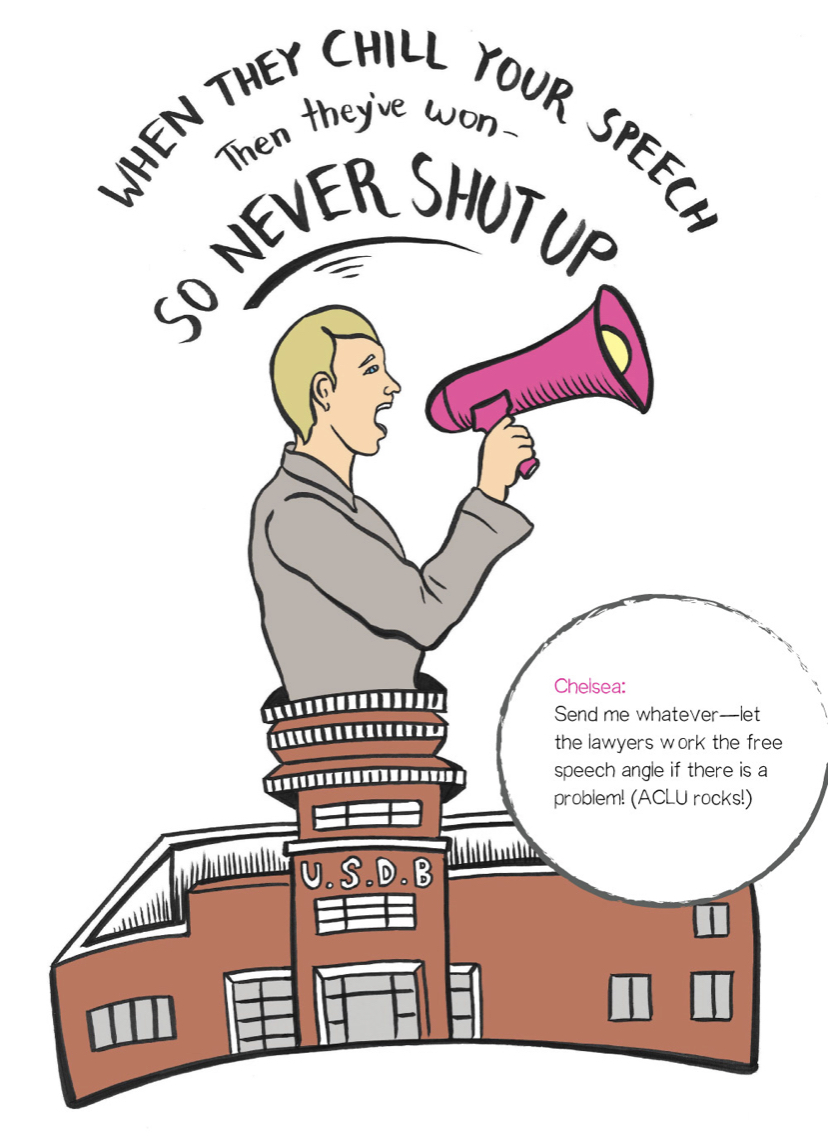 WHEN THEY CHILL YOUR SPEECH
Then they've won-
SO NEVER SHUT UP
Chelsea:
Send me whatever—let
the lawyers work the free
speech angle if there is a
problem! (ACLU rocks!)
U.S.D.B